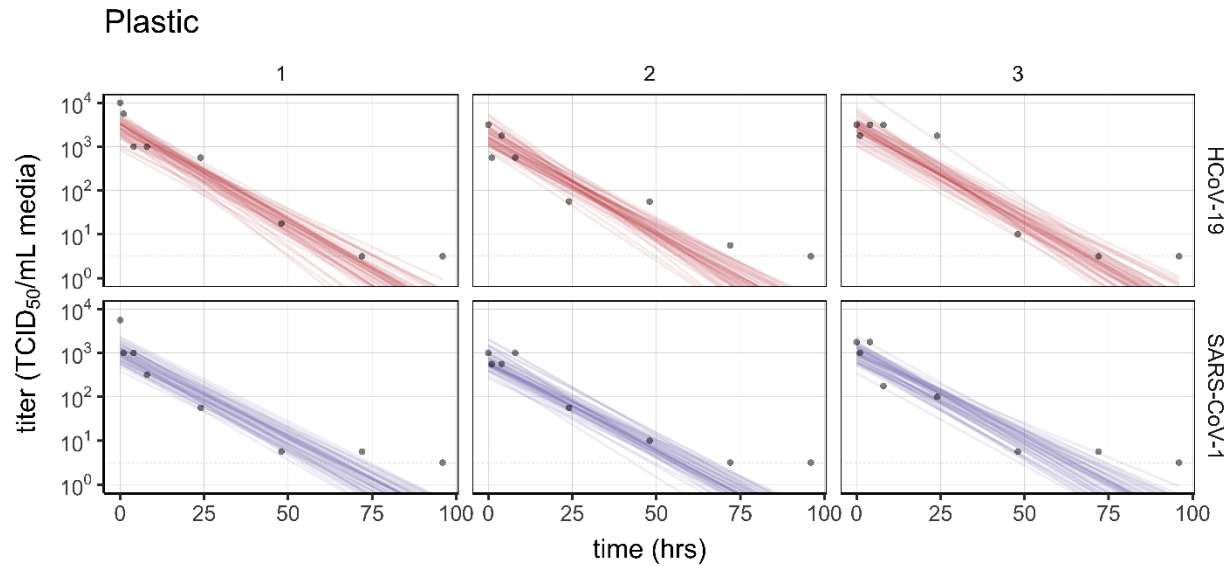 Plastic
1 2 3
10⁴
10³
10²
10¹
10⁰
HCoV-19
10⁴
10³
10²
10¹
10⁰
SARS-CoV-1
titer (TCID₅₀/mL media)
0 25 50 75 100 0 25 50 75 100 0 25 50 75 100
time (hrs)